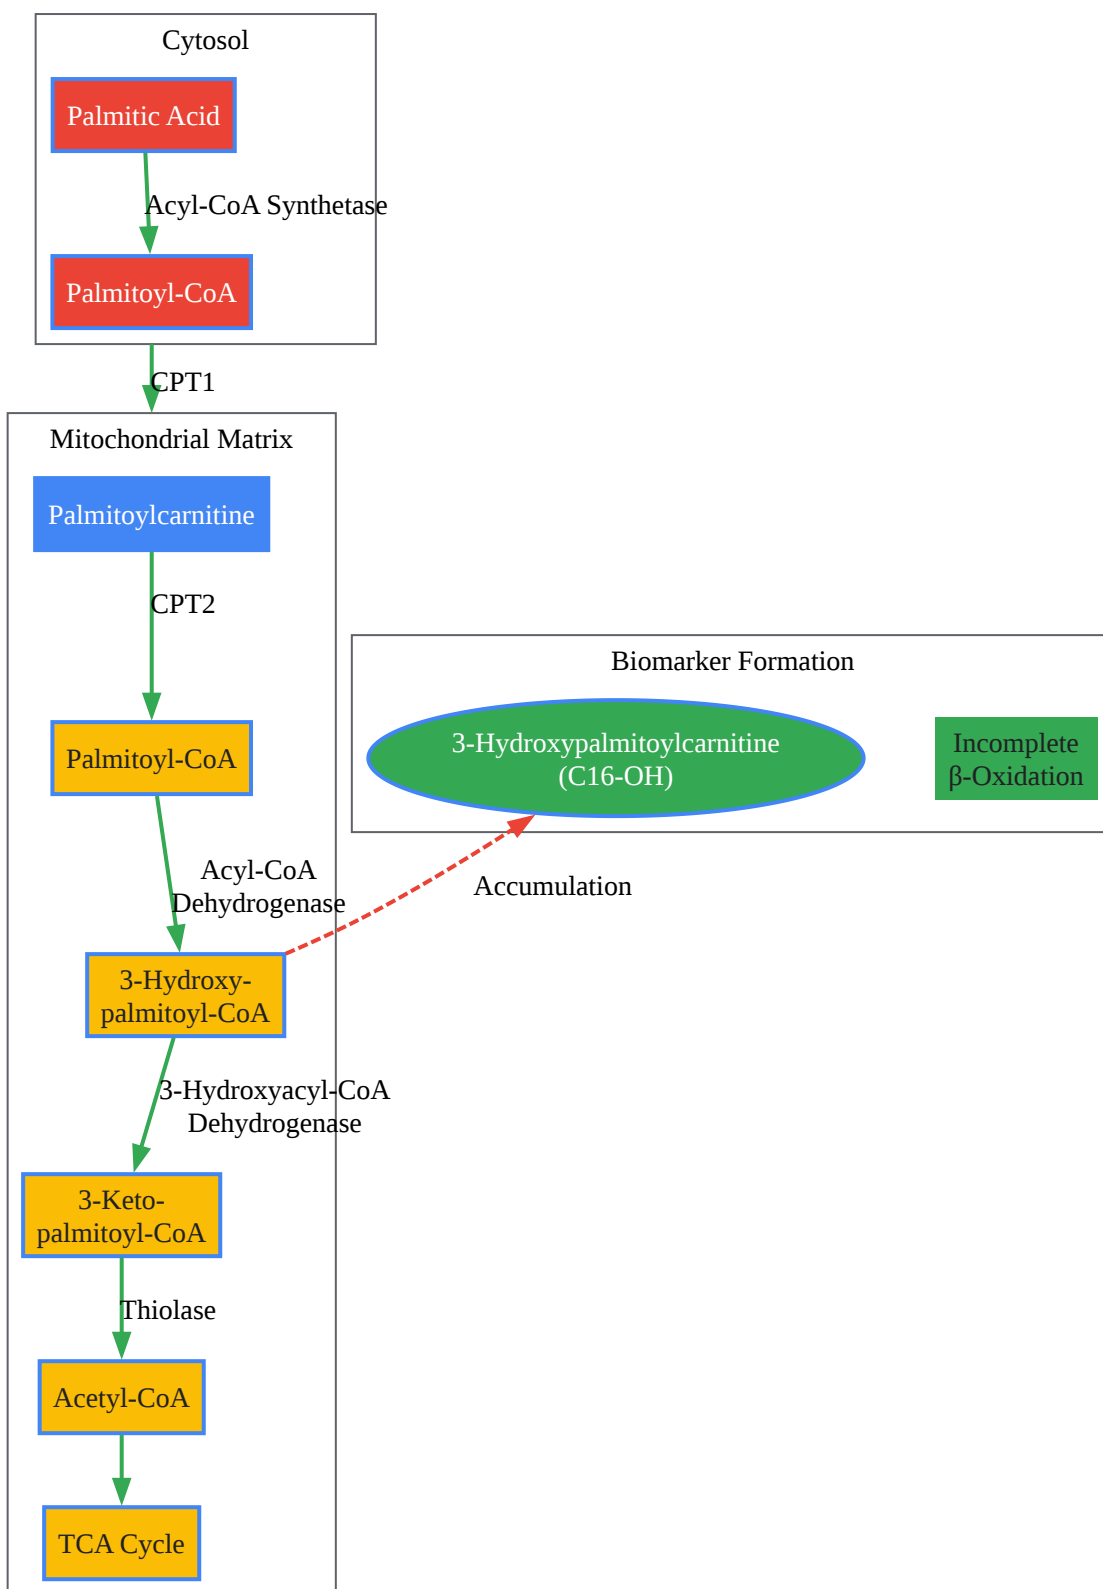 Cytosol
Palmitic Acid
Acyl-CoA Synthetase
Palmitoyl-CoA
CPT1
Mitochondrial Matrix
Palmitoylcarnitine
CPT2
Biomarker Formation
Palmitoyl-CoA
3-Hydroxypalmitoylcarnitine
(C16-OH)
Incomplete
β-Oxidation
Acyl-CoA
Dehydrogenase
Accumulation
3-Hydroxy-
palmitoyl-CoA
3-Hydroxyacyl-CoA
Dehydrogenase
3-Keto-
palmitoyl-CoA
Thiolase
Acetyl-CoA
TCA Cycle